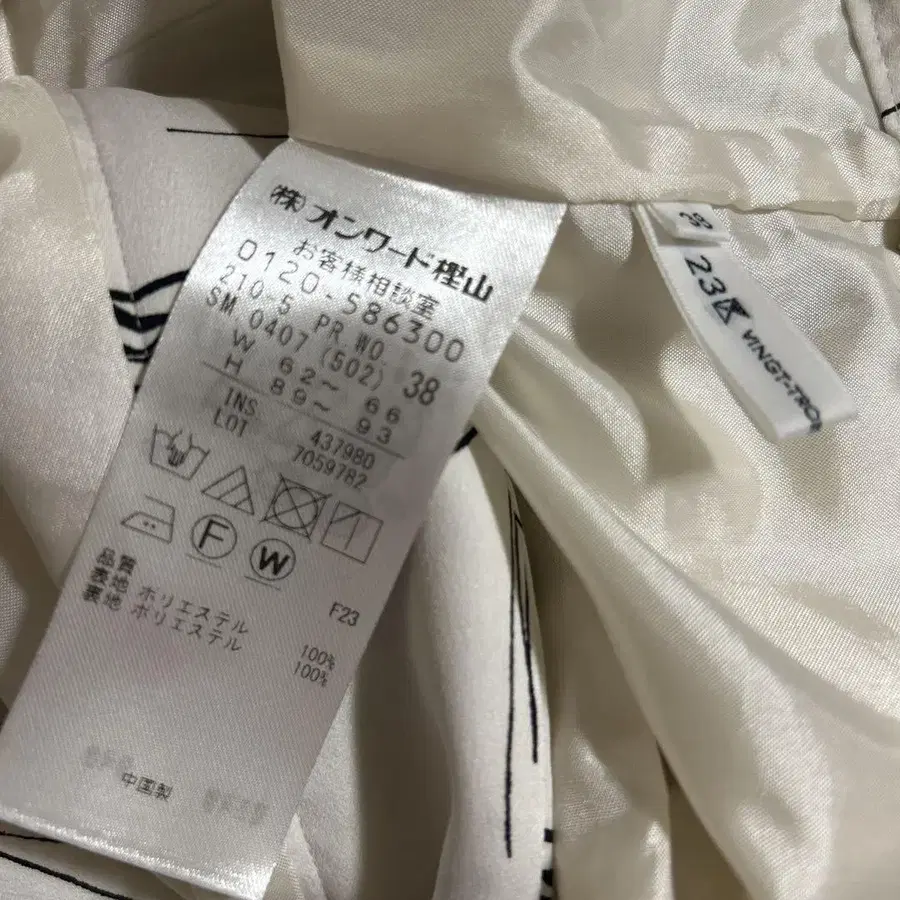 (株)オンワード樫山
お客様相談室
0120-586300
210-5 PR.WO.
SM 0407 (502) 38
W 62～ 66
H 89～ 93
INS 437980
LOT 7059782
F W
品質 F23
表地 ポリエステル 100%
裏地 ポリエステル 100%
中国製
38
23区
VINGT-TRO